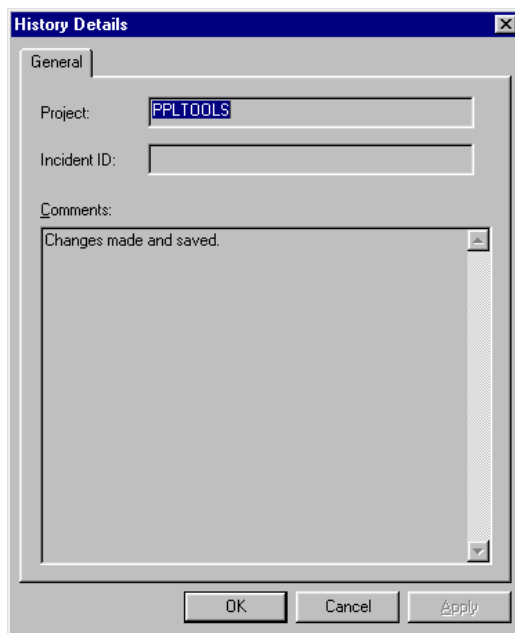 History Details
General
Project: PPLTOOLS
Incident ID:
Comments:
Changes made and saved.
OK Cancel Apply